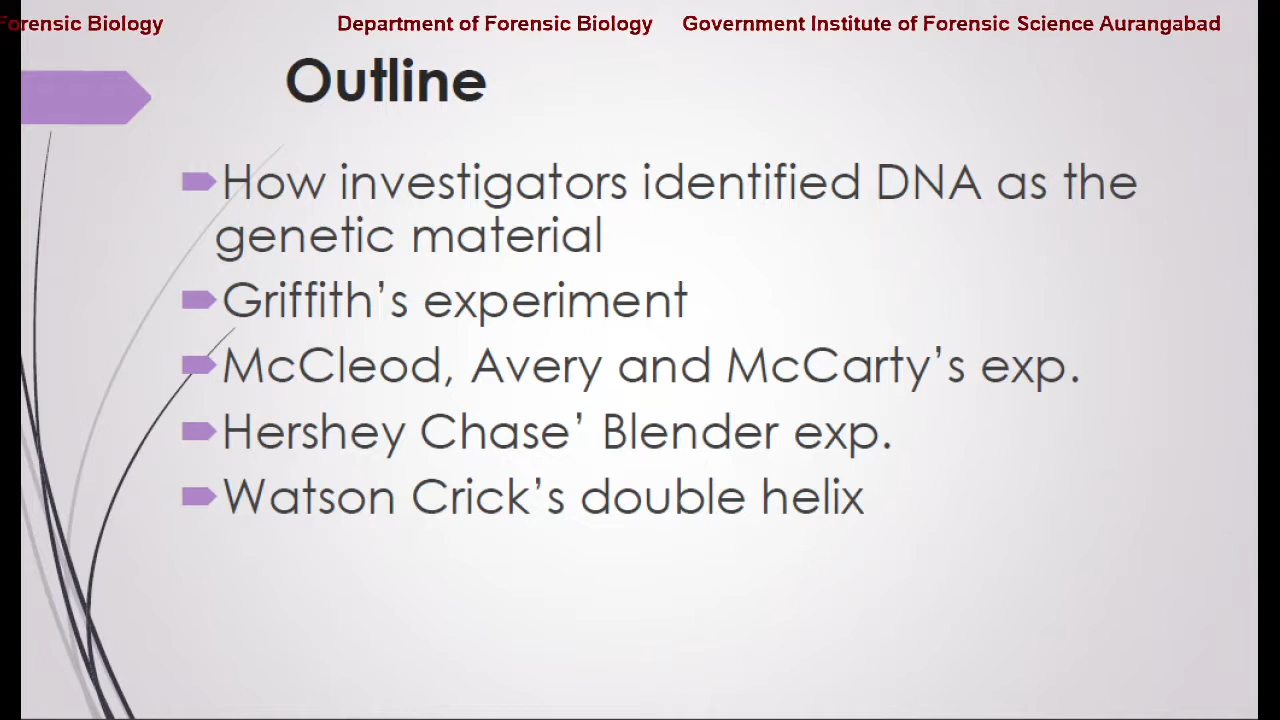 Forensic Biology Department of Forensic Biology Government Institute of Forensic Science Aurangabad
Outline
How investigators identified DNA as the
genetic material
Griffith's experiment
McCleod, Avery and McCarty's exp.
Hershey Chase' Blender exp.
Watson Crick's double helix